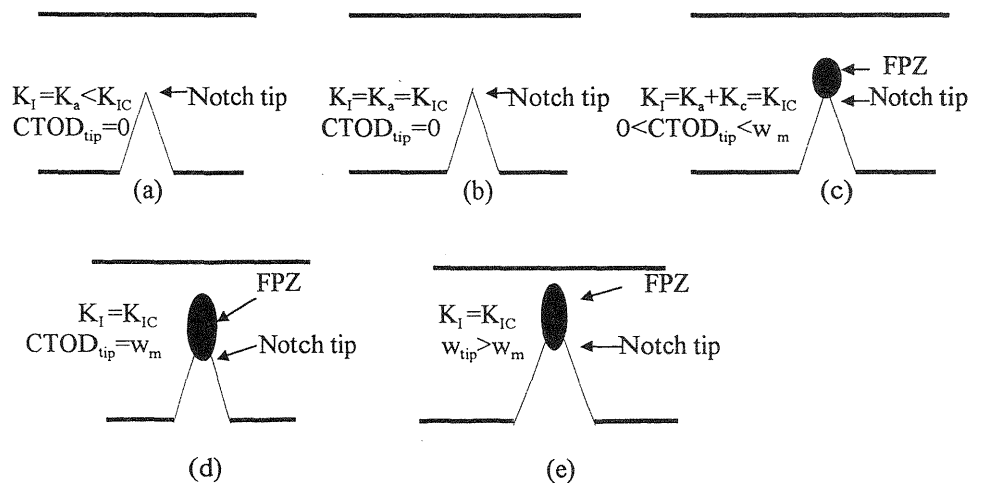 K_I=K_a<K_IC
CTOD_tip=0
Notch tip
(a)
K_I=K_a=K_IC
CTOD_tip=0
Notch tip
(b)
FPZ
K_I=K_a+K_c=K_IC
Notch tip
0<CTOD_tip<w_m
(c)
FPZ
K_I=K_IC
CTOD_tip=w_m
Notch tip
(d)
FPZ
K_I=K_IC
w_tip>w_m
Notch tip
(e)